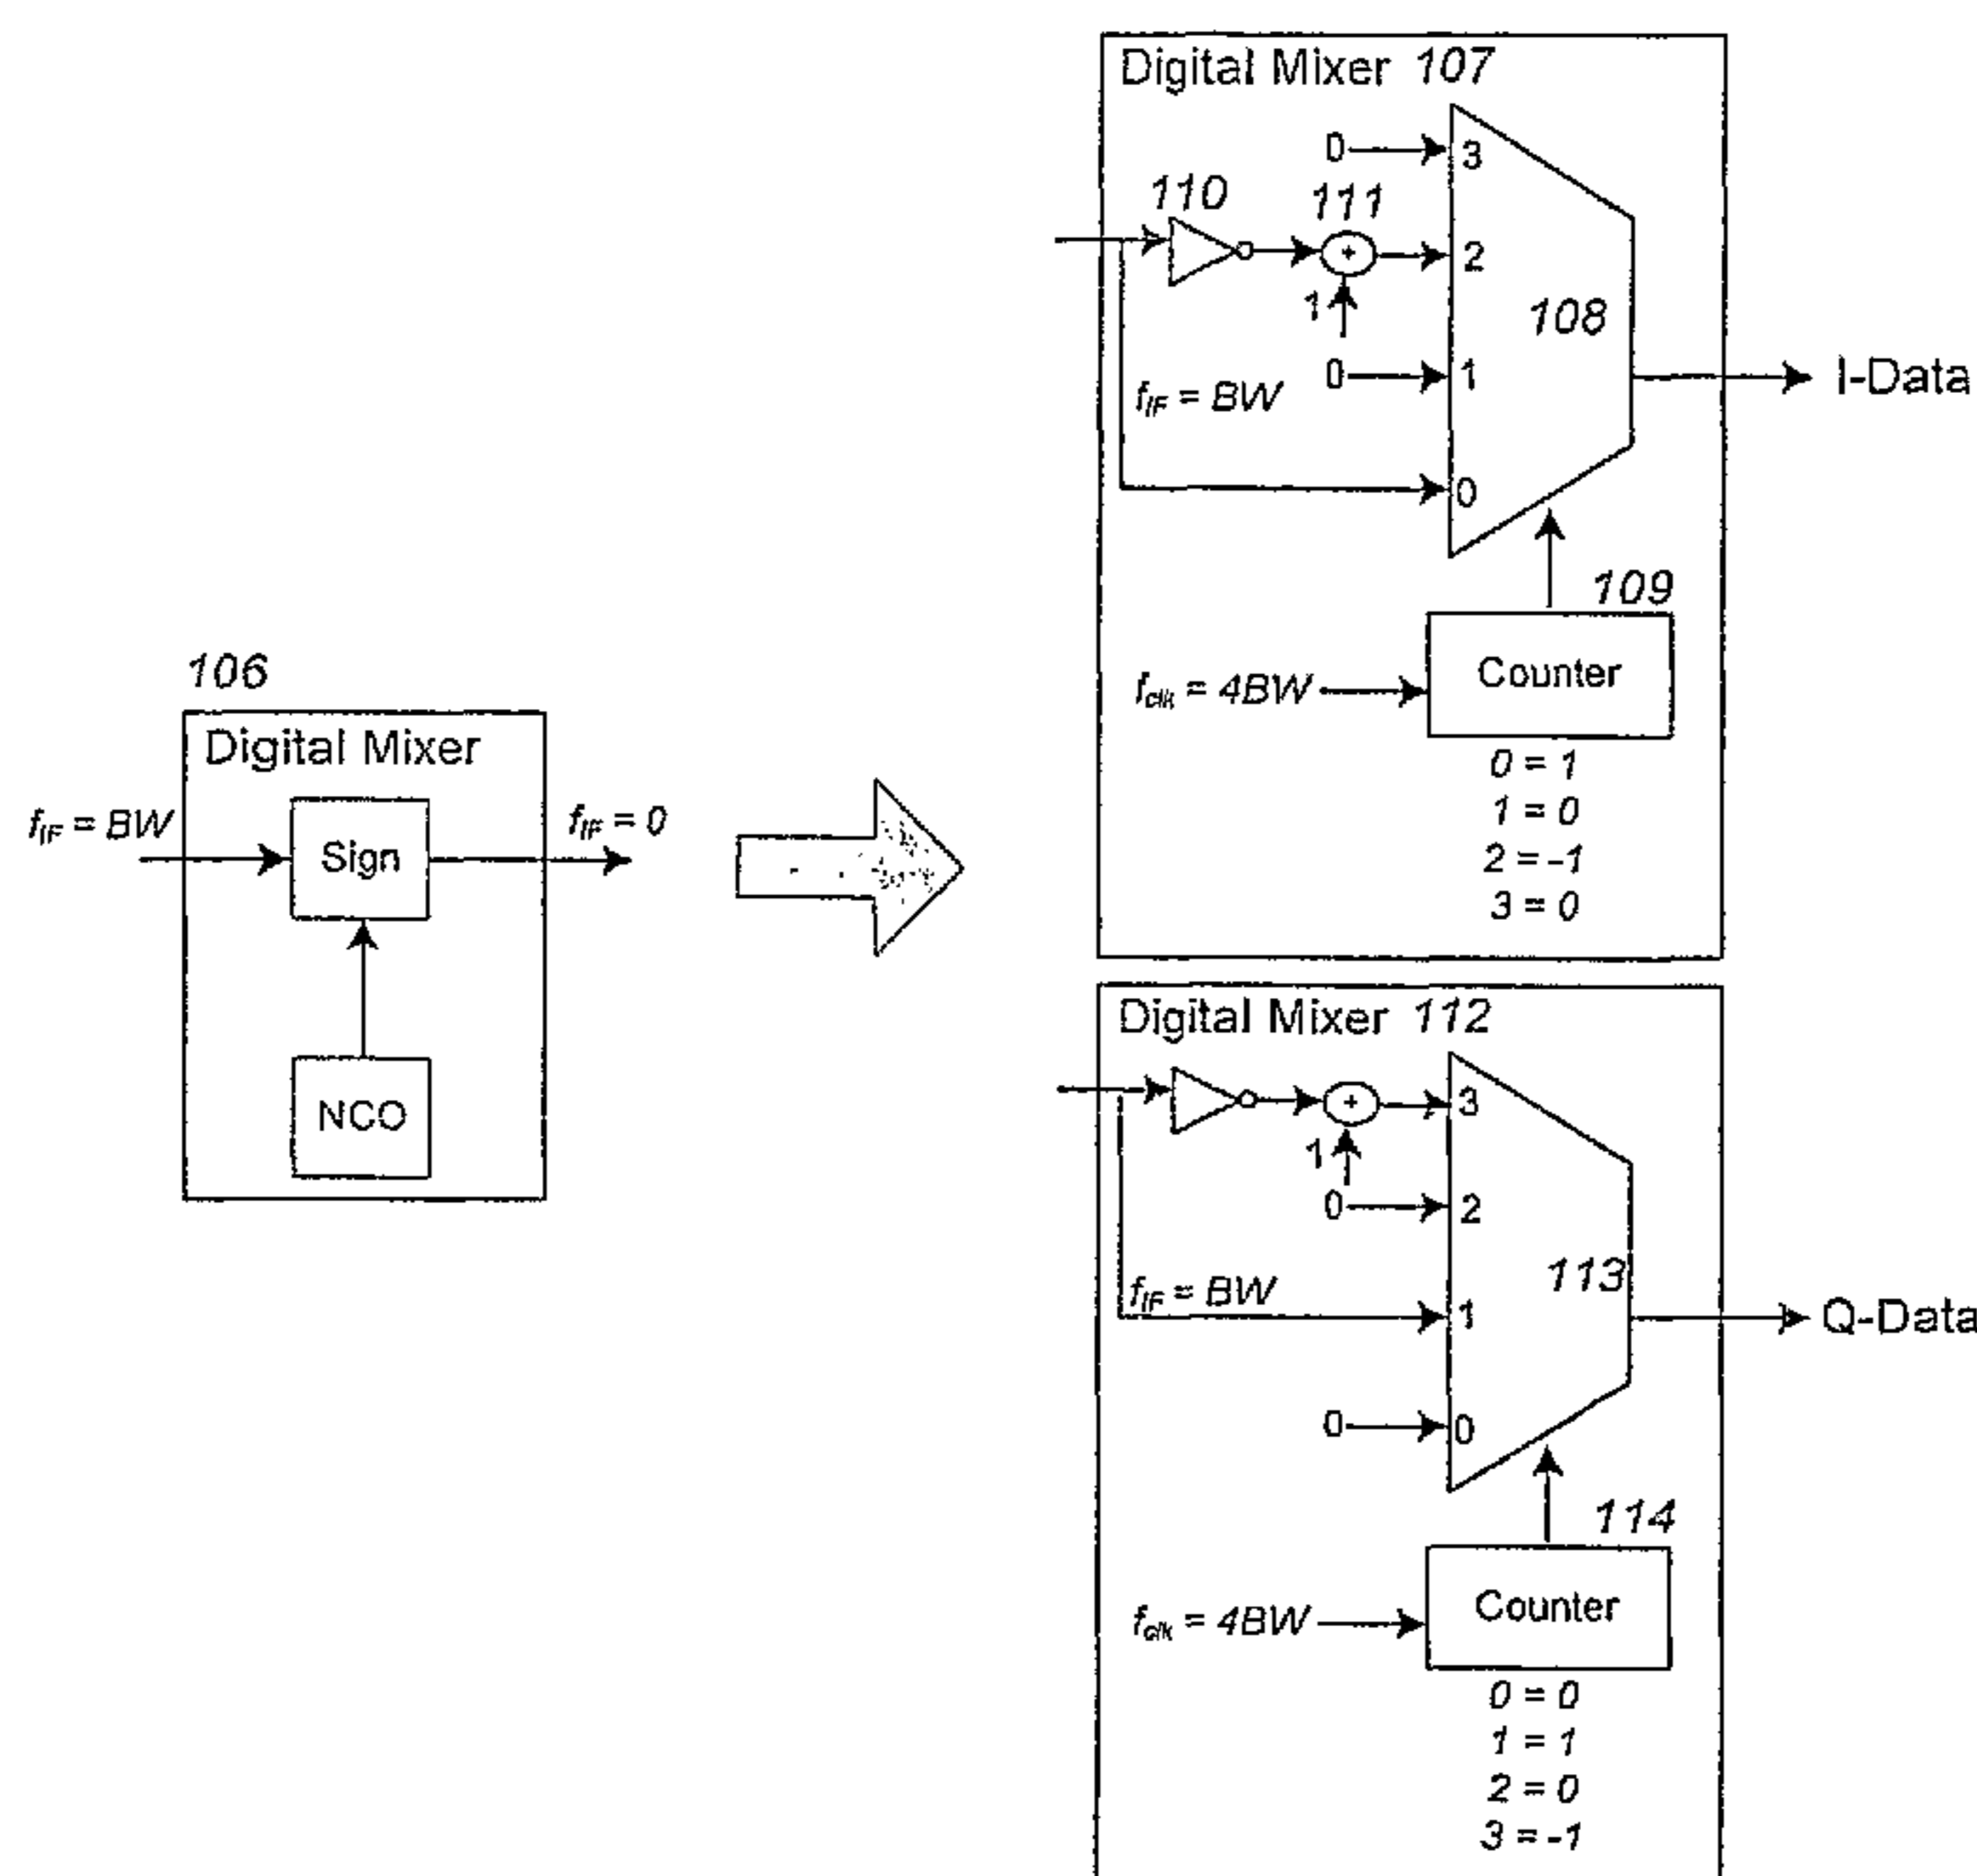 106
Digital Mixer
f_IF = BW
Sign
f_IF = 0
NCO
Digital Mixer 107
0
3
110
111
2
1
108
0
1
f_IF = BW
I-Data
0
109
f_clk = 4BW
Counter
0 = 1
1 = 0
2 = -1
3 = 0
Digital Mixer 112
3
1
0
2
113
f_IF = BW
1
Q-Data
0
0
114
f_clk = 4BW
Counter
0 = 0
1 = 1
2 = 0
3 = -1